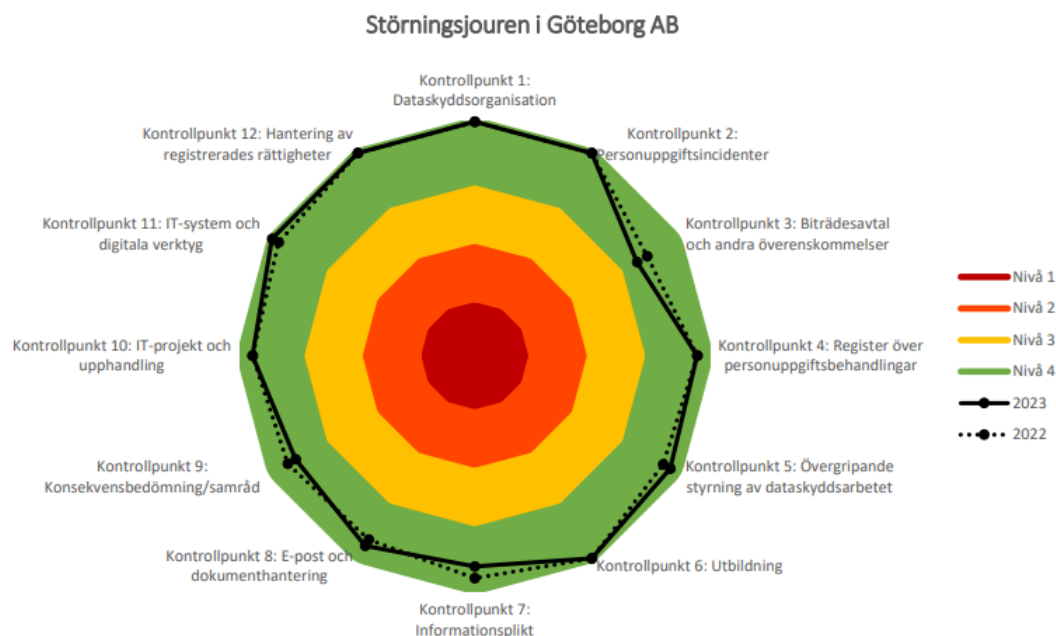 Störningsjouren i Göteborg AB
Kontrollpunkt 1:
Dataskyddsorganisation
Kontrollpunkt 2:
Personuppgiftsincidenter
Kontrollpunkt 3: Biträdesavtal
och andra överenskommelser
Kontrollpunkt 4: Register över
personuppgiftsbehandlingar
Kontrollpunkt 5: Övergripande
styrning av dataskyddsarbetet
Kontrollpunkt 6: Utbildning
Kontrollpunkt 7:
Informationsplikt
Kontrollpunkt 8: E-post och
dokumenthantering
Kontrollpunkt 9:
Konsekvensbedömning/samråd
Kontrollpunkt 10: IT-projekt och
upphandling
Kontrollpunkt 11: IT-system och
digitala verktyg
Kontrollpunkt 12: Hantering av
registrerades rättigheter
Nivå 1
Nivå 2
Nivå 3
Nivå 4
2023
2022